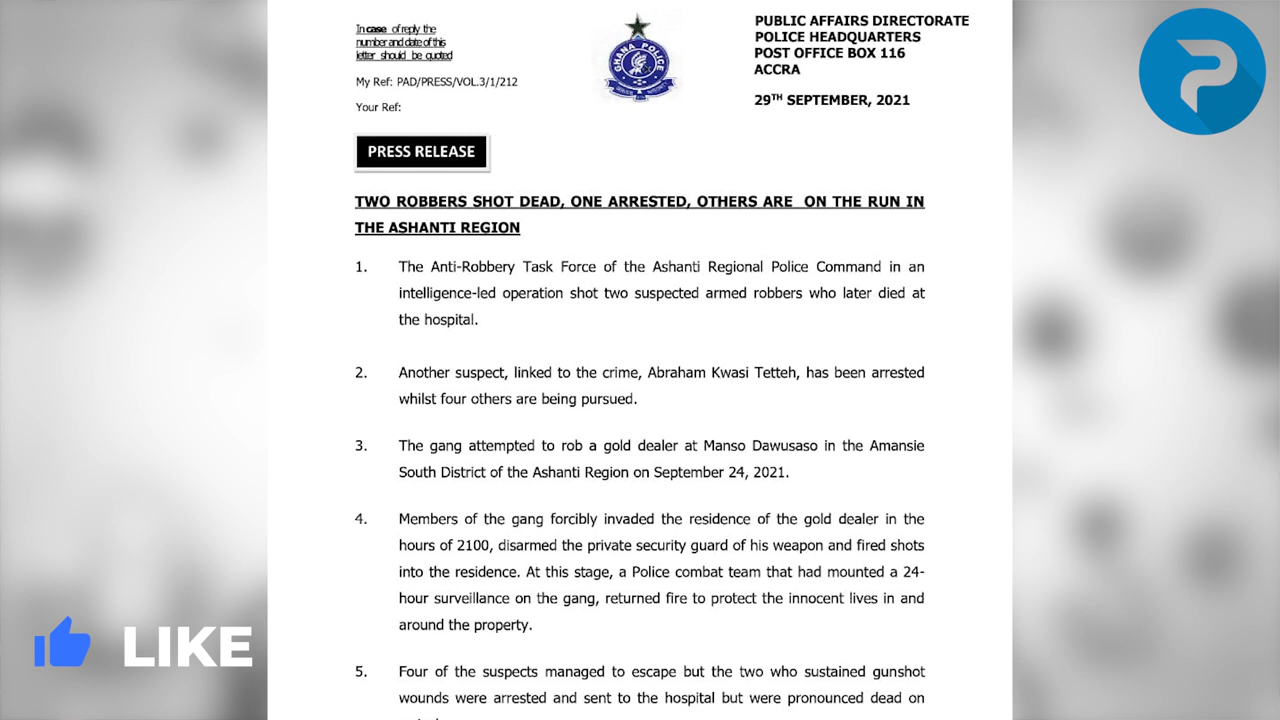 In case of reply the
number and date of this
letter should be quoted
My Ref: PAD/PRESS/VOL.3/1/212
Your Ref:
GHANA POLICE
PUBLIC AFFAIRS DIRECTORATE
POLICE HEADQUARTERS
POST OFFICE BOX 116
ACCRA
29TH SEPTEMBER, 2021
PRESS RELEASE
TWO ROBBERS SHOT DEAD, ONE ARRESTED, OTHERS ARE ON THE RUN IN
THE ASHANTI REGION
1. The Anti-Robbery Task Force of the Ashanti Regional Police Command in an
intelligence-led operation shot two suspected armed robbers who later died at
the hospital.
2. Another suspect, linked to the crime, Abraham Kwasi Tetteh, has been arrested
whilst four others are being pursued.
3. The gang attempted to rob a gold dealer at Manso Dawusaso in the Amansie
South District of the Ashanti Region on September 24, 2021.
4. Members of the gang forcibly invaded the residence of the gold dealer in the
hours of 2100, disarmed the private security guard of his weapon and fired shots
into the residence. At this stage, a Police combat team that had mounted a 24-
hour surveillance on the gang, returned fire to protect the innocent lives in and
around the property.
5. Four of the suspects managed to escape but the two who sustained gunshot
wounds were arrested and sent to the hospital but were pronounced dead on
LIKE